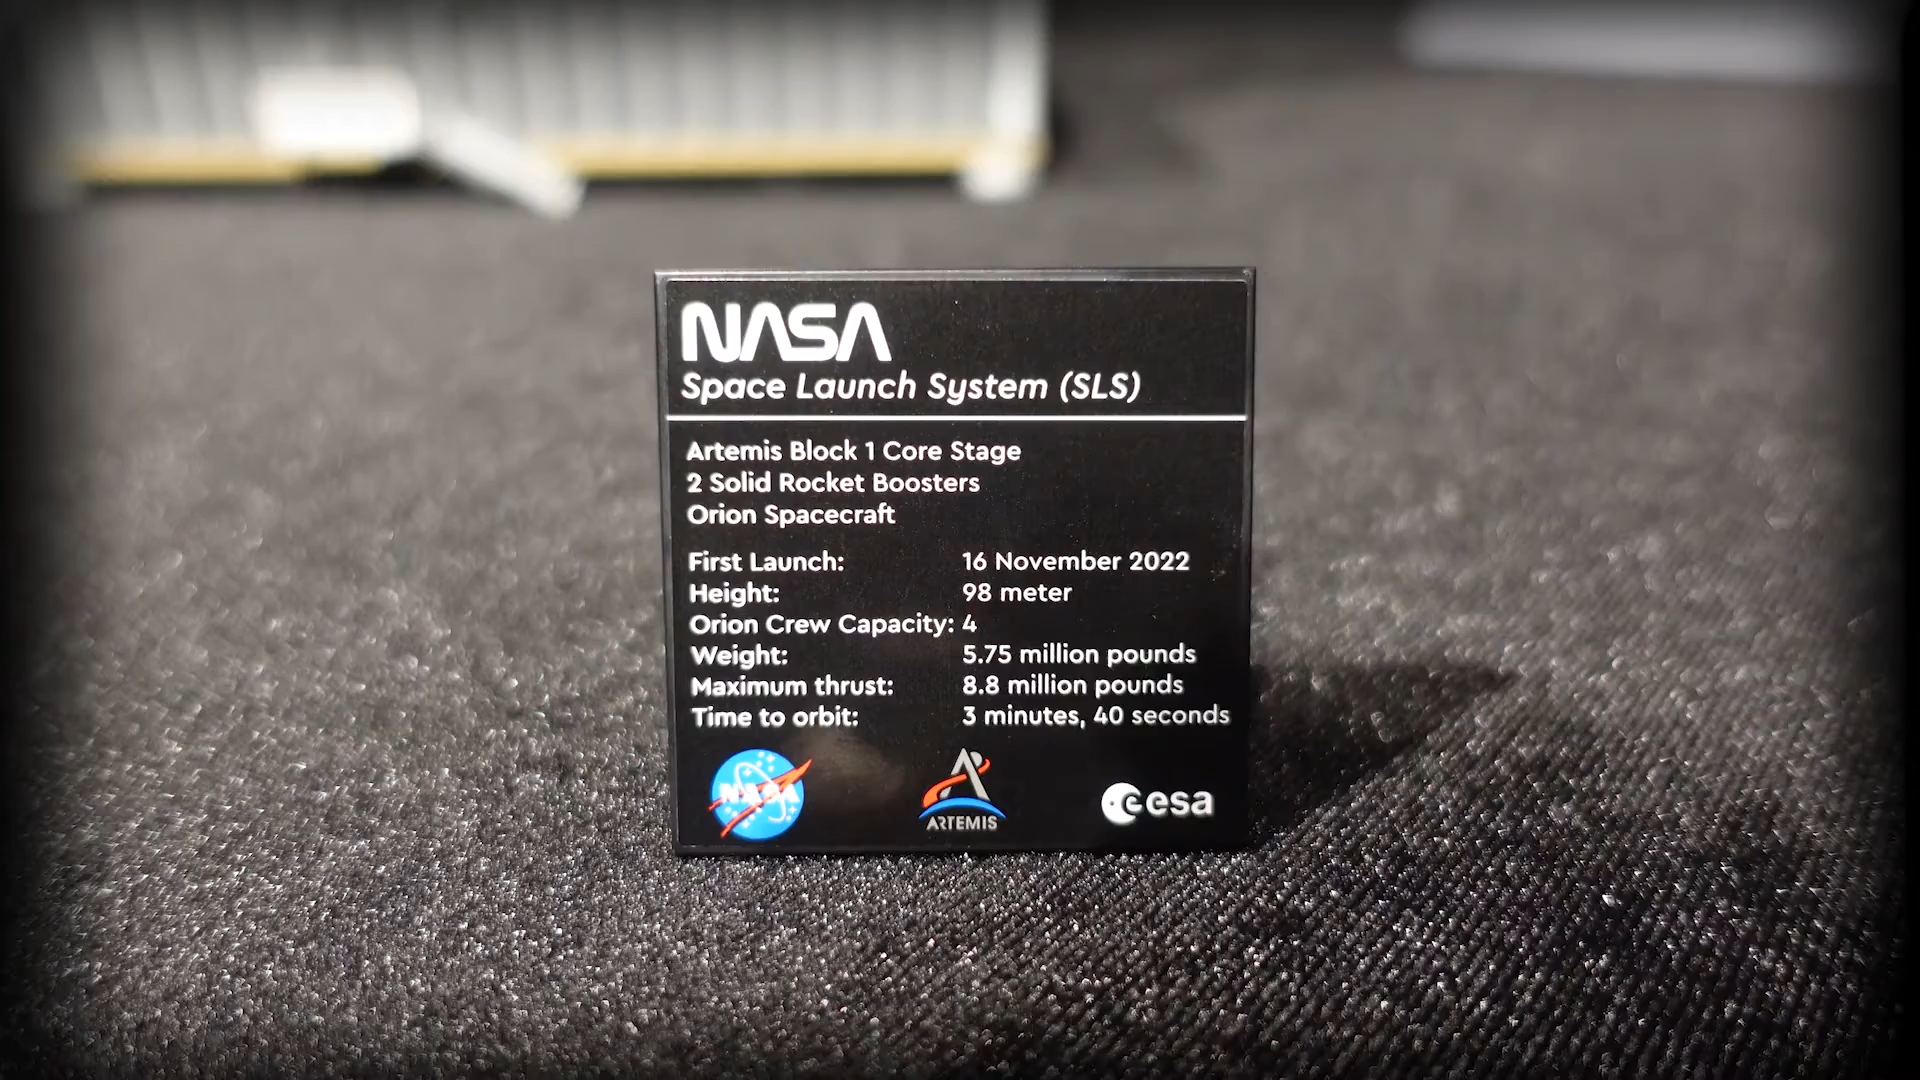 NASA
Space Launch System (SLS)
Artemis Block 1 Core Stage
2 Solid Rocket Boosters
Orion Spacecraft
First Launch: 16 November 2022
Height: 98 meter
Orion Crew Capacity: 4
Weight: 5.75 million pounds
Maximum thrust: 8.8 million pounds
Time to orbit: 3 minutes, 40 seconds
NASA
ARTEMIS
esa